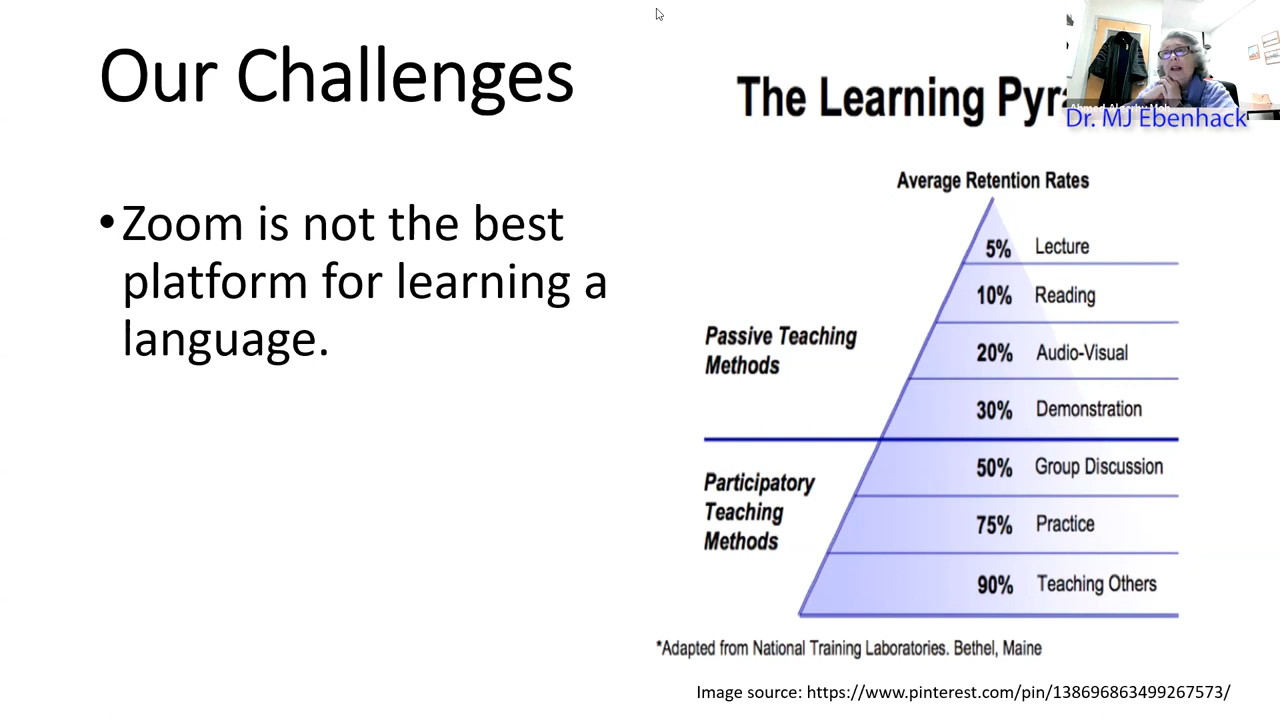 Our Challenges
•Zoom is not the best
platform for learning a
language.
The Learning
Dr. MJ Ebenhack
Average Retention Rates
5% Lecture
10% Reading
20% Audio-Visual
30% Demonstration
Passive Teaching
Methods
50% Group Discussion
75% Practice
90% Teaching Others
Participatory
Teaching
Methods
*Adapted from National Training Laboratories. Bethel, Maine
Image source: https://www.pinterest.com/pin/138696863499267573/